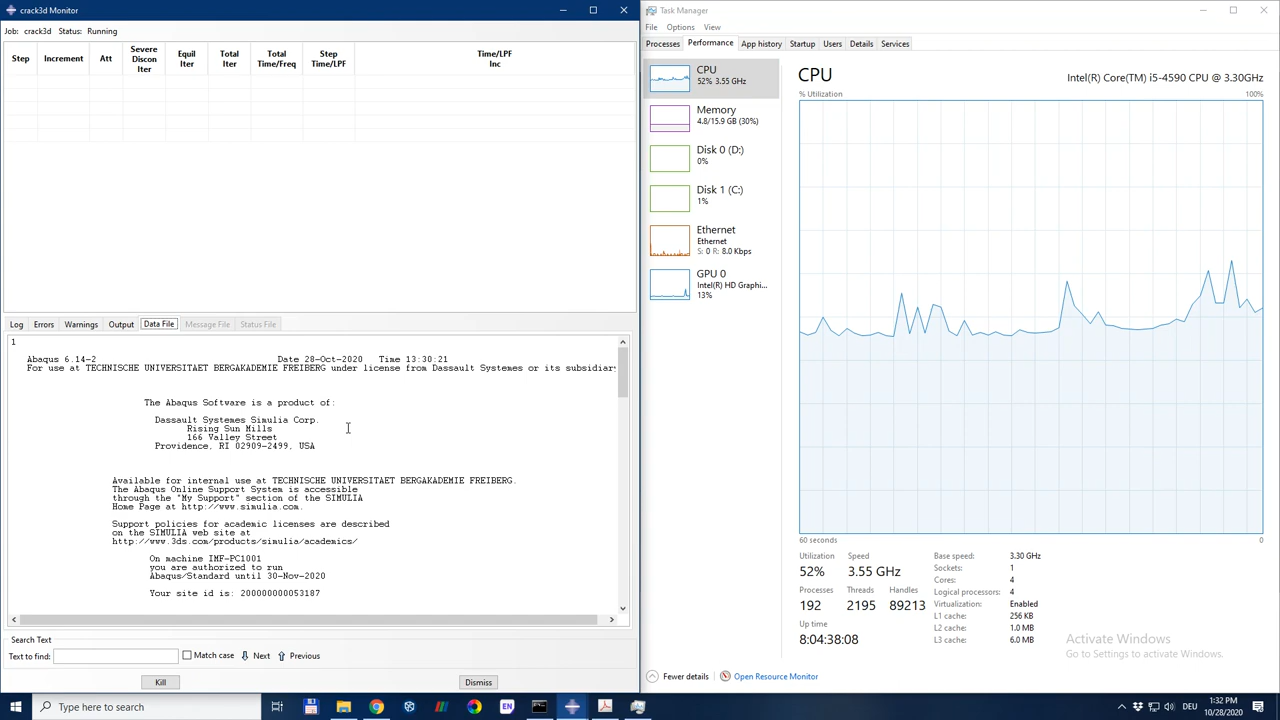 crack3d Monitor
Job: crack3d Status: Running
Step Increment Att Severe Discon Iter Equil Iter Total Iter Total Time/Freq Step Time/LPF Time/LPF Inc
Log Errors Warnings Output Data File Message File Status File
1
Abaqus 6.14-2 Date 28-Oct-2020 Time 13:30:21
For use at TECHNISCHE UNIVERSITAET BERGAKADEMIE FREIBERG under license from Dassault Systemes or its subsidiar
The Abaqus Software is a product of:
Dassault Systemes Simulia Corp.
Rising Sun Mills
166 Valley Street
Providence, RI 02909-2499, USA
Available for internal use at TECHNISCHE UNIVERSITAET BERGAKADEMIE FREIBERG.
The Abaqus Online Support System is accessible
through the "My Support" section of the SIMULIA
Home Page at http://www.simulia.com.
Support policies for academic licenses are described
on the SIMULIA web site at
http://www.3ds.com/products/simulia/academics/
On machine IMF-PC1001
you are authorized to run
Abaqus/Standard until 30-Nov-2020
Your site id is: 200000000053187
Search Text
Text to find: Match case Next Previous
Kill Dismiss
Task Manager
File Options View
Processes Performance App history Startup Users Details Services
CPU
52% 3.55 GHz
Memory
4.8/15.9 GB (30%)
Disk 0 (D:)
0%
Disk 1 (C:)
1%
Ethernet
Ethernet
S: 0 R: 8.0 Kbps
GPU 0
Intel(R) HD Graphi...
13%
CPU Intel(R) Core(TM) i5-4590 CPU @ 3.30GHz
% Utilization 100%
60 seconds 0
Utilization Speed
52% 3.55 GHz
Processes Threads Handles
192 2195 89213
Up time
8:04:38:08
Base speed: 3.30 GHz
Sockets: 1
Cores: 4
Logical processors: 4
Virtualization: Enabled
L1 cache: 256 KB
L2 cache: 1.0 MB
L3 cache: 6.0 MB
Activate Windows
Go to Settings to activate Windows.
Fewer details Open Resource Monitor
Type here to search
EN
DEU
1:32 PM
10/28/2020